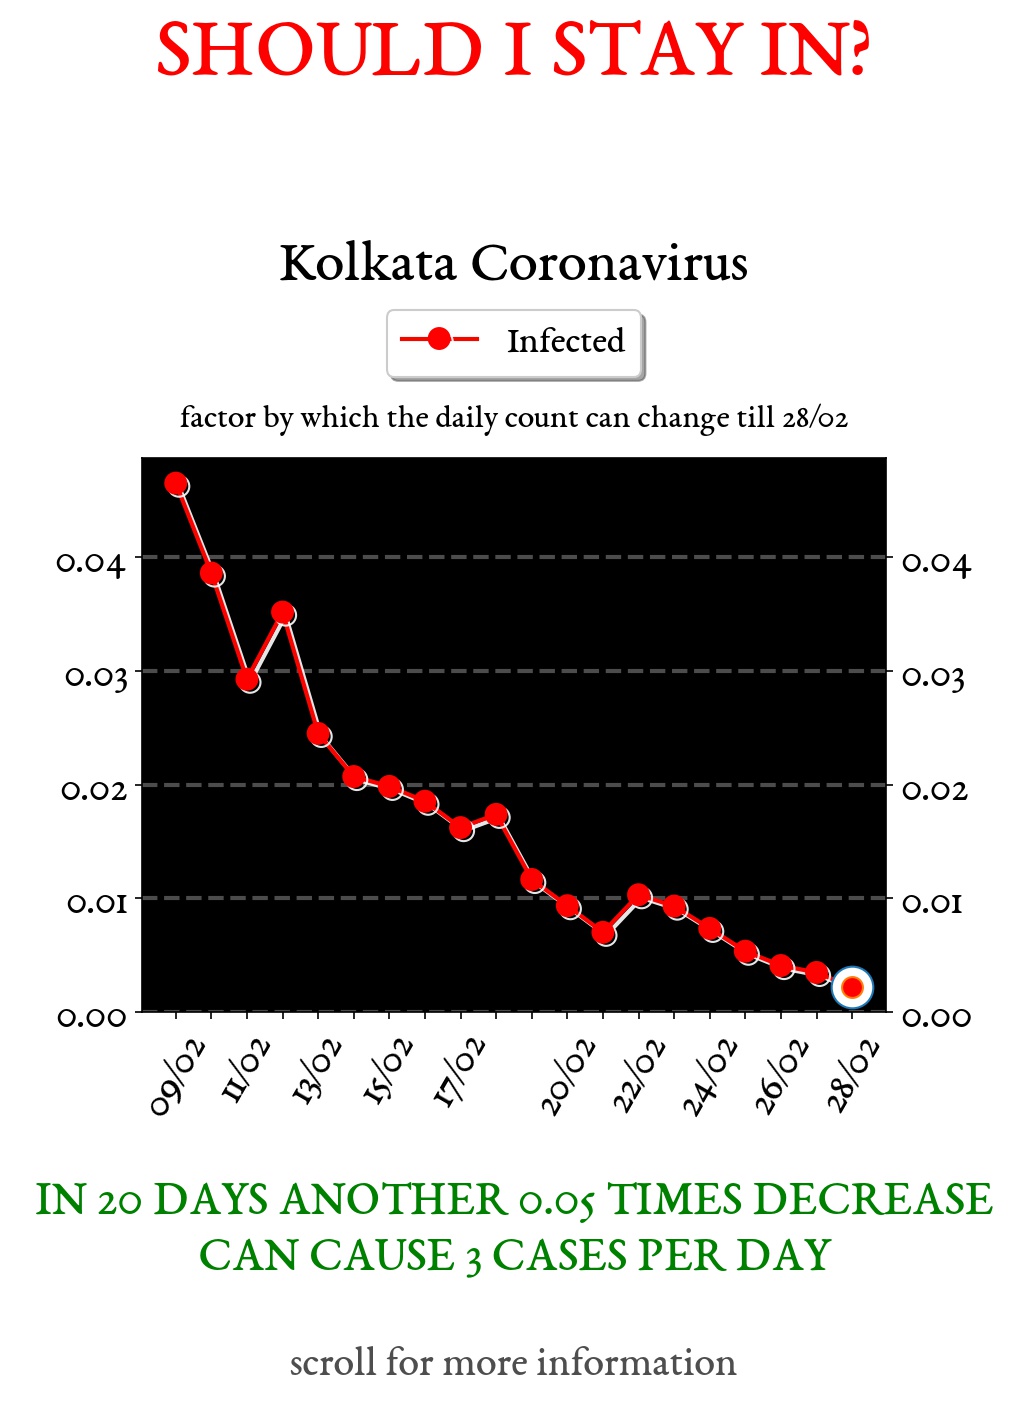 SHOULD I STAY IN?
Kolkata Coronavirus
Infected
factor by which the daily count can change till 28/02
0.04 0.04
0.03 0.03
0.02 0.02
0.01 0.01
0.00 0.00
09/02 11/02 13/02 15/02 17/02 20/02 22/02 24/02 26/02 28/02
IN 20 DAYS ANOTHER 0.05 TIMES DECREASE
CAN CAUSE 3 CASES PER DAY
scroll for more information